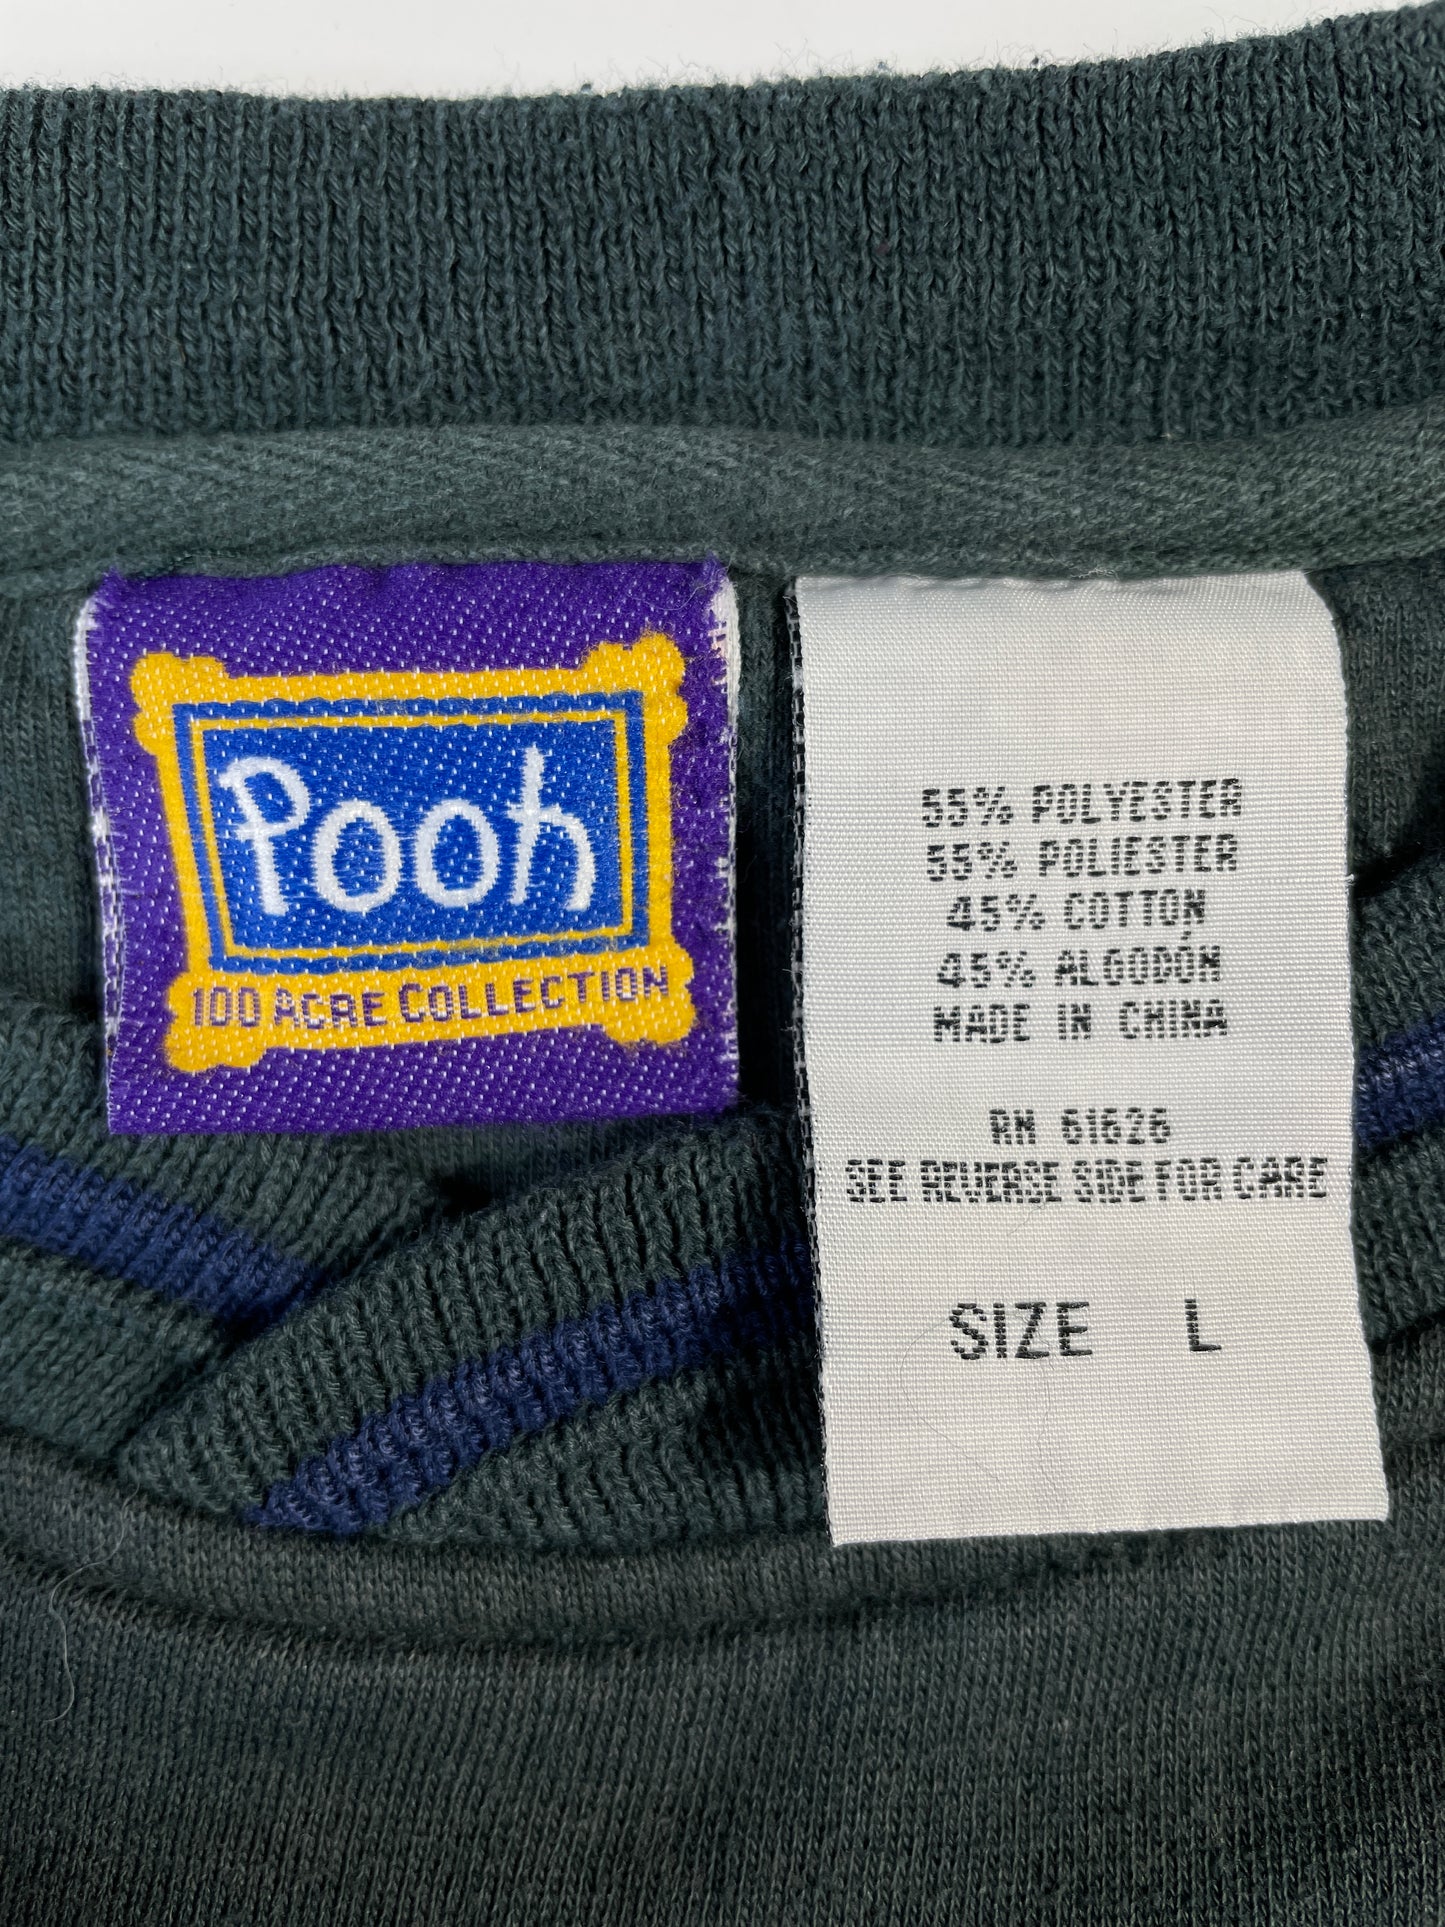 Pooh
100 ACRE COLLECTION
55% POLYESTER
55% POLIESTER
45% COTTON
45% ALGODÓN
MADE IN CHINA
RN 61626
SEE REVERSE SIDE FOR CARE
SIZE L